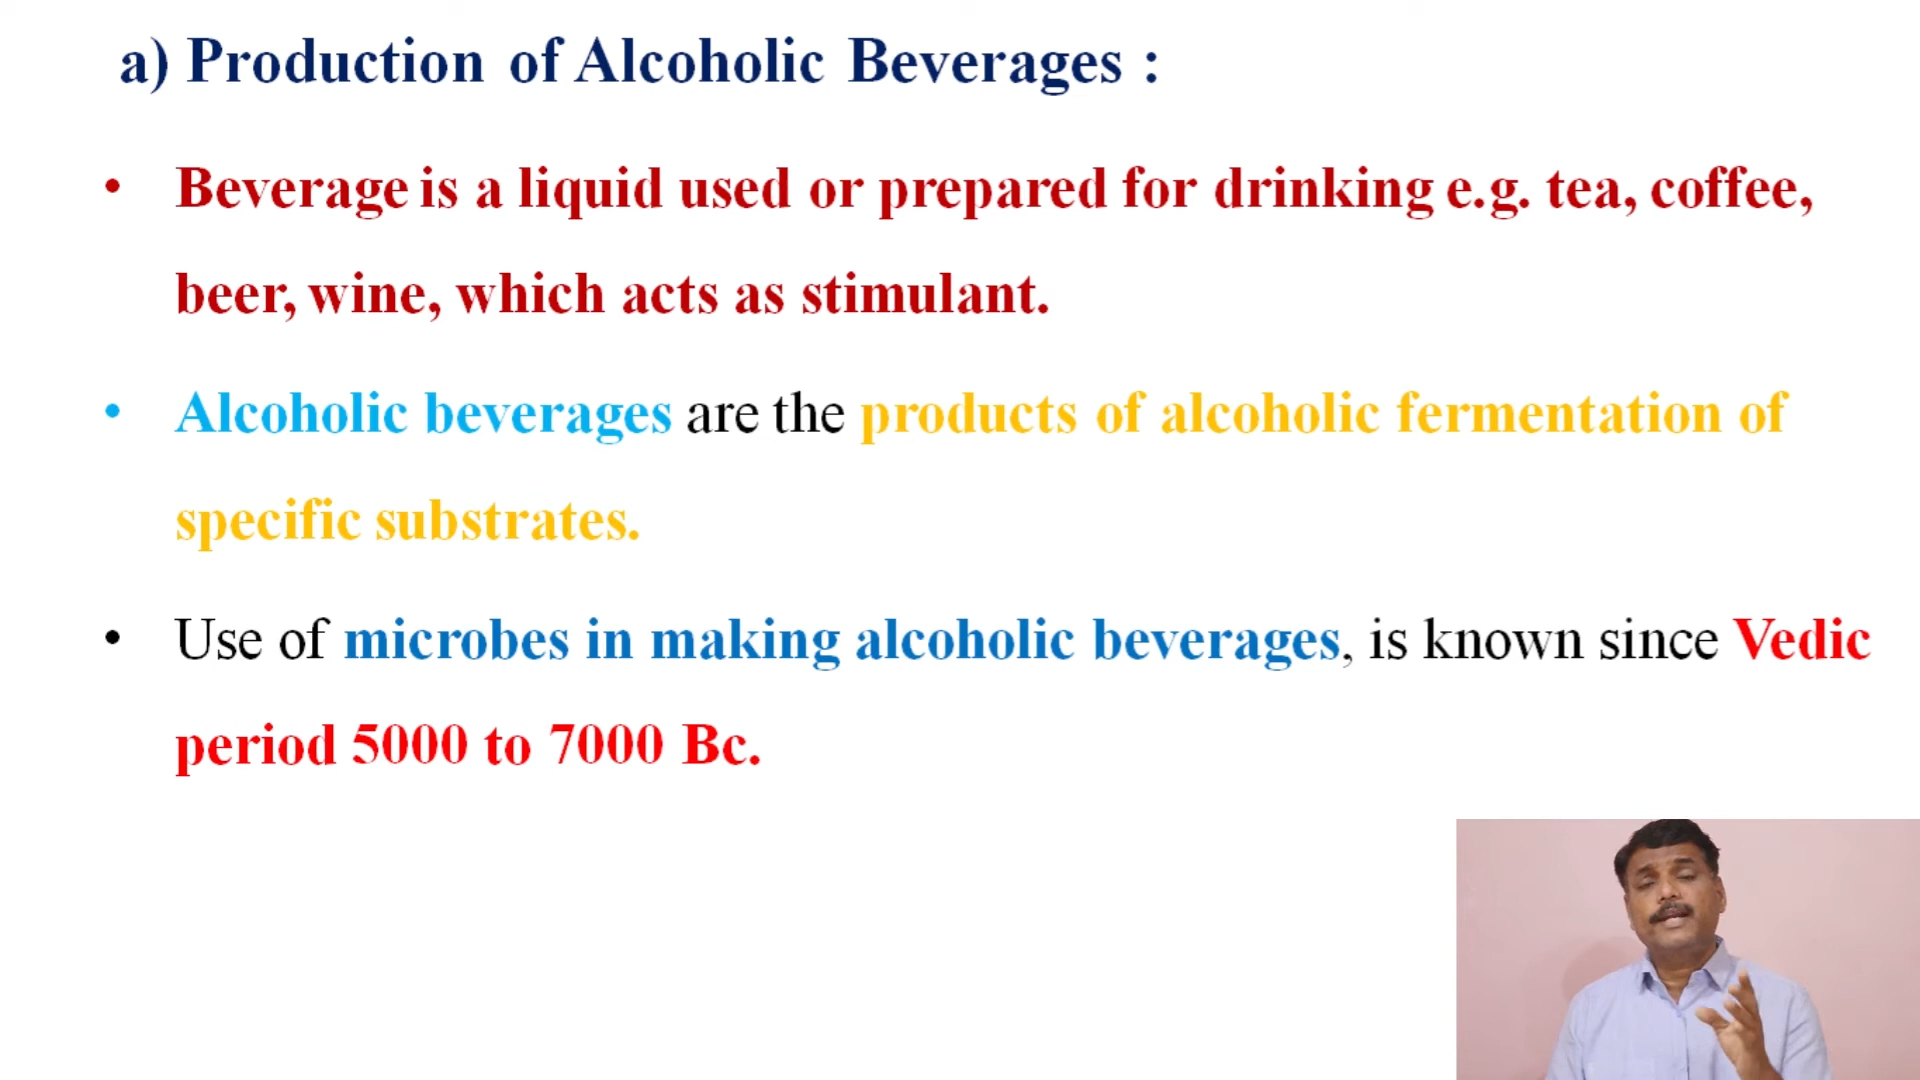 a) Production of Alcoholic Beverages :
• Beverage is a liquid used or prepared for drinking e.g. tea, coffee,
beer, wine, which acts as stimulant.
• Alcoholic beverages are the products of alcoholic fermentation of
specific substrates.
• Use of microbes in making alcoholic beverages, is known since Vedic
period 5000 to 7000 Bc.